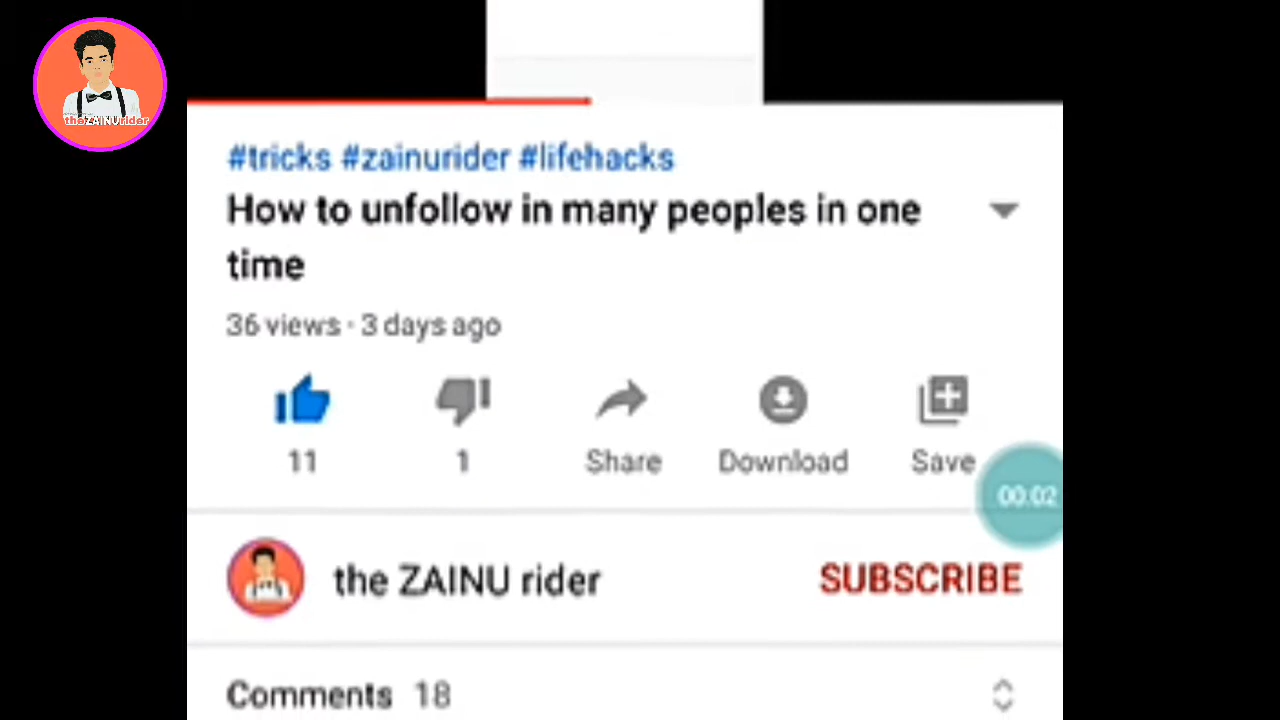 theZAINUrider
#tricks #zainurider #lifehacks
How to unfollow in many peoples in one
time
36 views · 3 days ago
11
1
Share
Download
Save
00:02
the ZAINU rider
SUBSCRIBE
Comments 18